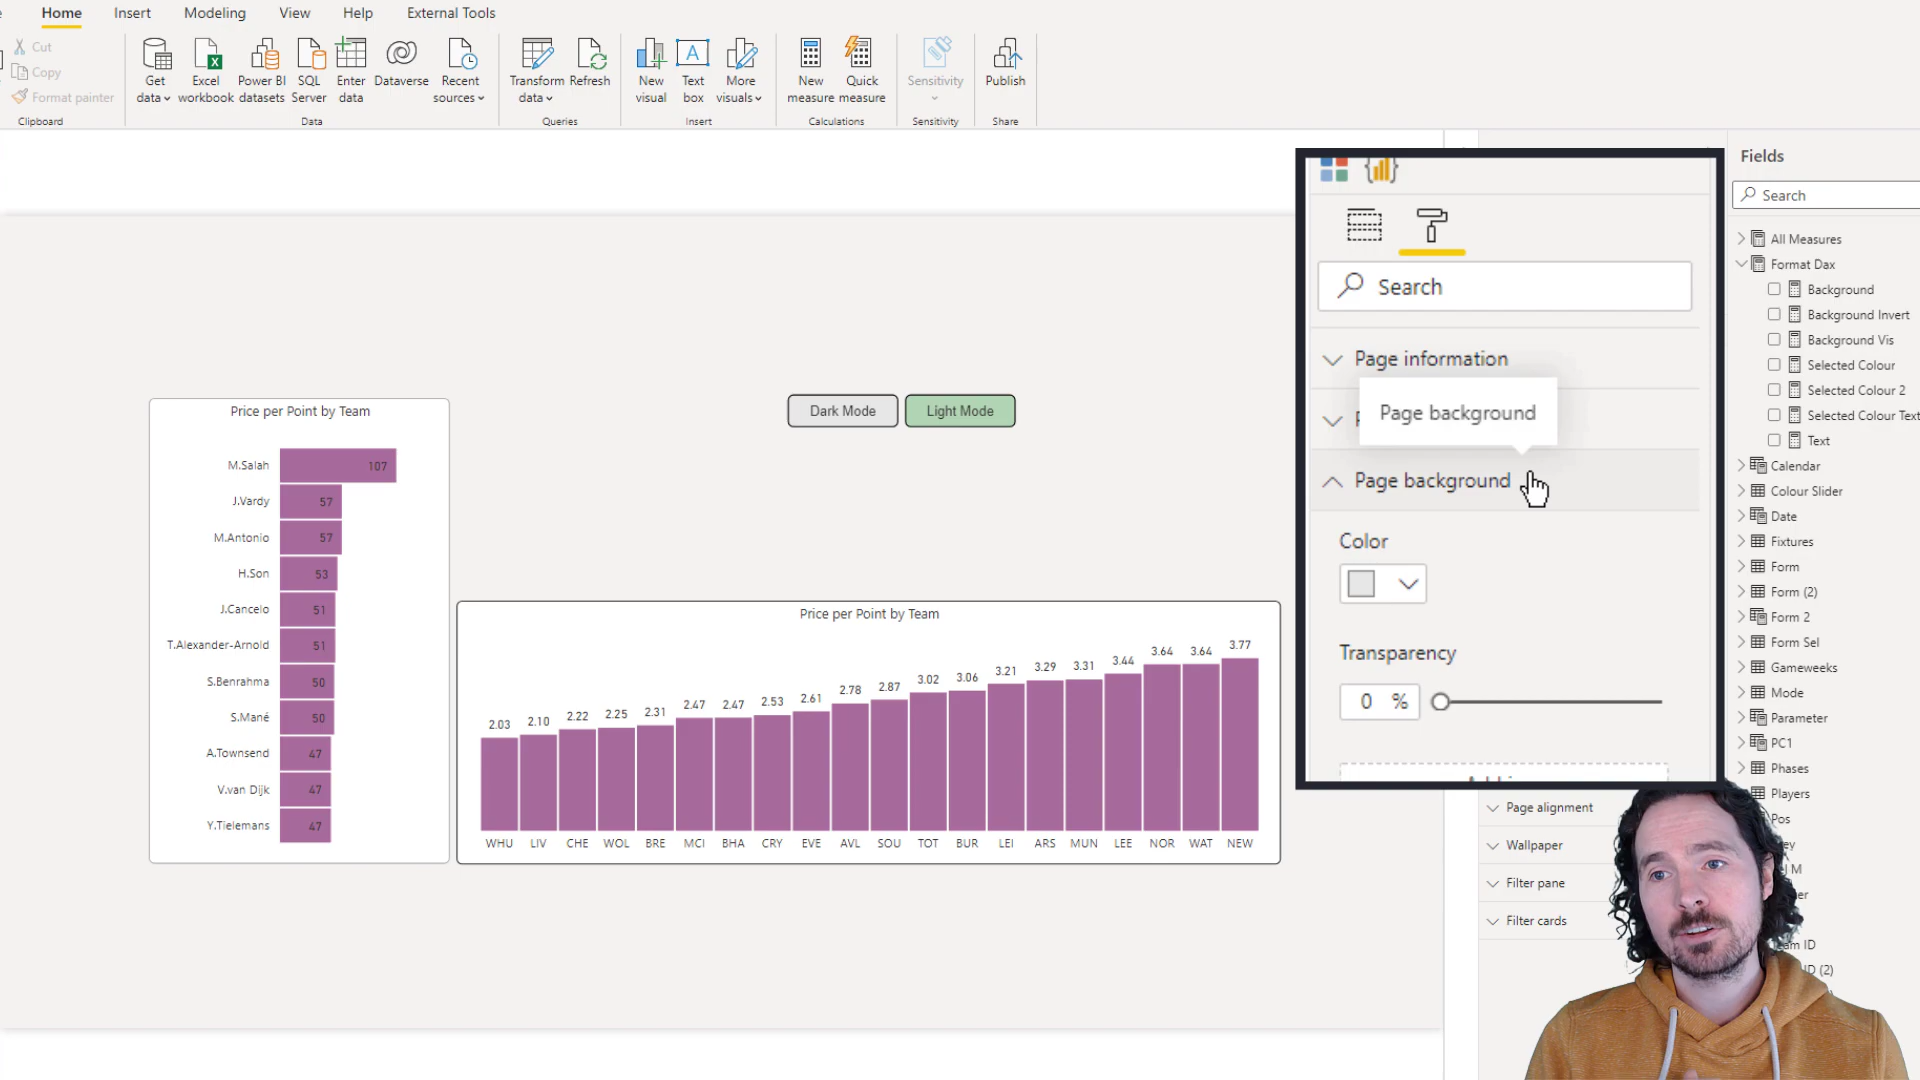 Home
Insert
Modeling
View
Help
External Tools
Cut
Copy
Format painter
Clipboard
Get data
Excel workbook
Power BI datasets
SQL Server
Enter data
Dataverse
Recent sources
Data
Transform data
Refresh
Queries
New visual
Text box
More visuals
Insert
New measure
Quick measure
Calculations
Sensitivity
Sensitivity
Publish
Share
Dark Mode
Light Mode
Price per Point by Team
M.Salah 107
J.Vardy 57
M.Antonio 57
H.Son 53
J.Cancelo 51
T.Alexander-Arnold 51
S.Benrahma 50
S.Mané 50
A.Townsend 47
V.van Dijk 47
Y.Tielemans 47
Price per Point by Team
2.03 2.10 2.22 2.25 2.31 2.47 2.47 2.53 2.61 2.78 2.87 3.02 3.06 3.21 3.29 3.31 3.44 3.64 3.64 3.77
WHU LIV CHE WOL BRE MCI BHA CRY EVE AVL SOU TOT BUR LEI ARS MUN LEE NOR WAT NEW
Search
Page information
Page background
Page background
Color
Transparency
0 %
Page alignment
Wallpaper
Filter pane
Filter cards
Fields
Search
All Measures
Format Dax
Background
Background Invert
Background Vis
Selected Colour
Selected Colour 2
Selected Colour Text
Text
Calendar
Colour Slider
Date
Fixtures
Form
Form (2)
Form 2
Form Sel
Gameweeks
Mode
Parameter
PC1
Phases
Players
Pos
ID
ID (2)